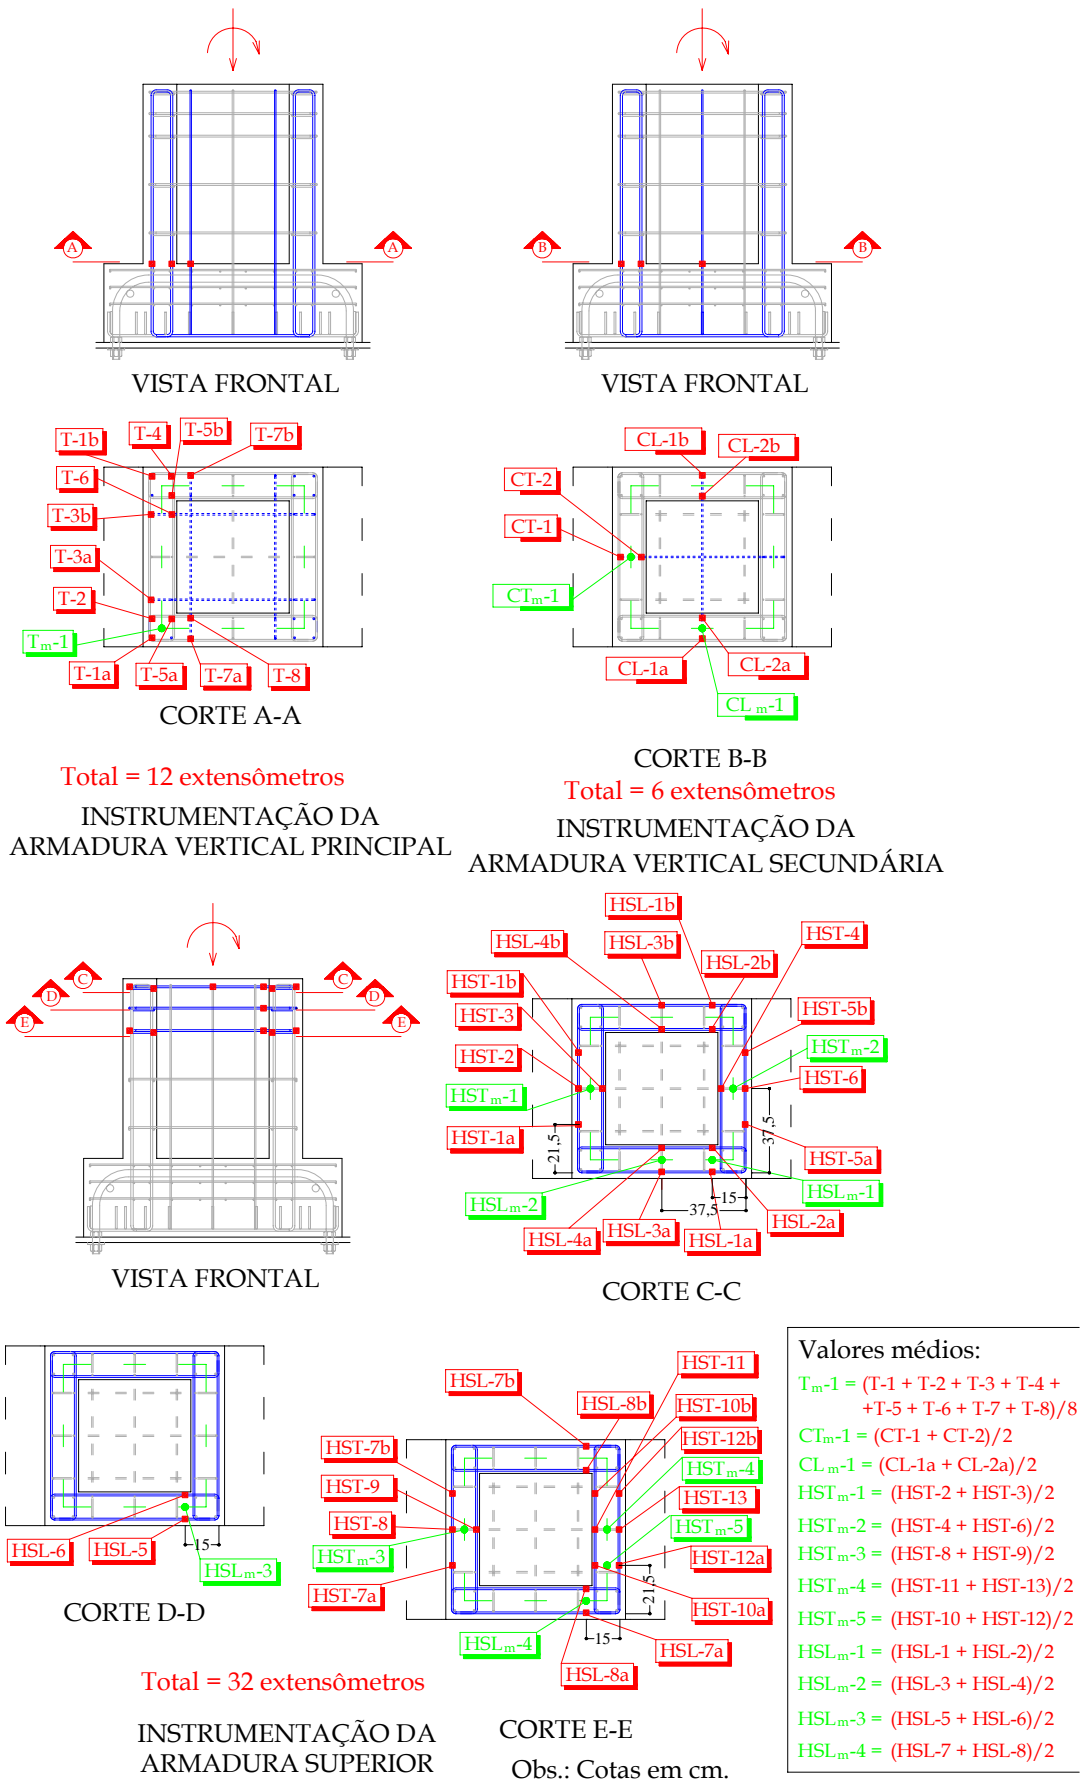 A
A
B
B
VISTA FRONTAL
VISTA FRONTAL
T-1b
T-4
T-5b
T-7b
T-6
T-3b
T-3a
T-2
Tm-1
T-1a
T-5a
T-7a
T-8
CORTE A-A
CL-1b
CL-2b
CT-2
CT-1
CTm-1
CL-1a
CL-2a
CL m-1
CORTE B-B
Total = 12 extensômetros
INSTRUMENTAÇÃO DA
ARMADURA VERTICAL PRINCIPAL
Total = 6 extensômetros
INSTRUMENTAÇÃO DA
ARMADURA VERTICAL SECUNDÁRIA
C
C
D
D
E
E
VISTA FRONTAL
HSL-1b
HSL-4b
HSL-3b
HST-4
HSL-2b
HST-1b
HST-3
HST-5b
HST-2
HSTm-2
HSTm-1
HST-6
HST-1a
21,5
37,5
HST-5a
HSLm-2
15
HSLm-1
37,5
HSL-4a
HSL-3a
HSL-1a
HSL-2a
CORTE C-C
HSL-6
HSL-5
15
HSLm-3
CORTE D-D
HSL-7b
HST-11
HSL-8b
HST-10b
HST-7b
HST-12b
HST-9
HSTm-4
HST-8
HST-13
HSTm-3
HSTm-5
HST-7a
HST-12a
21,5
HST-10a
HSLm-4
15
HSL-7a
HSL-8a
CORTE E-E
Total = 32 extensômetros
INSTRUMENTAÇÃO DA
ARMADURA SUPERIOR
Obs.: Cotas em cm.
Valores médios:
Tm-1 = (T-1 + T-2 + T-3 + T-4 +
+T-5 + T-6 + T-7 + T-8)/8
CTm-1 = (CT-1 + CT-2)/2
CL m-1 = (CL-1a + CL-2a)/2
HSTm-1 = (HST-2 + HST-3)/2
HSTm-2 = (HST-4 + HST-6)/2
HSTm-3 = (HST-8 + HST-9)/2
HSTm-4 = (HST-11 + HST-13)/2
HSTm-5 = (HST-10 + HST-12)/2
HSLm-1 = (HSL-1 + HSL-2)/2
HSLm-2 = (HSL-3 + HSL-4)/2
HSLm-3 = (HSL-5 + HSL-6)/2
HSLm-4 = (HSL-7 + HSL-8)/2